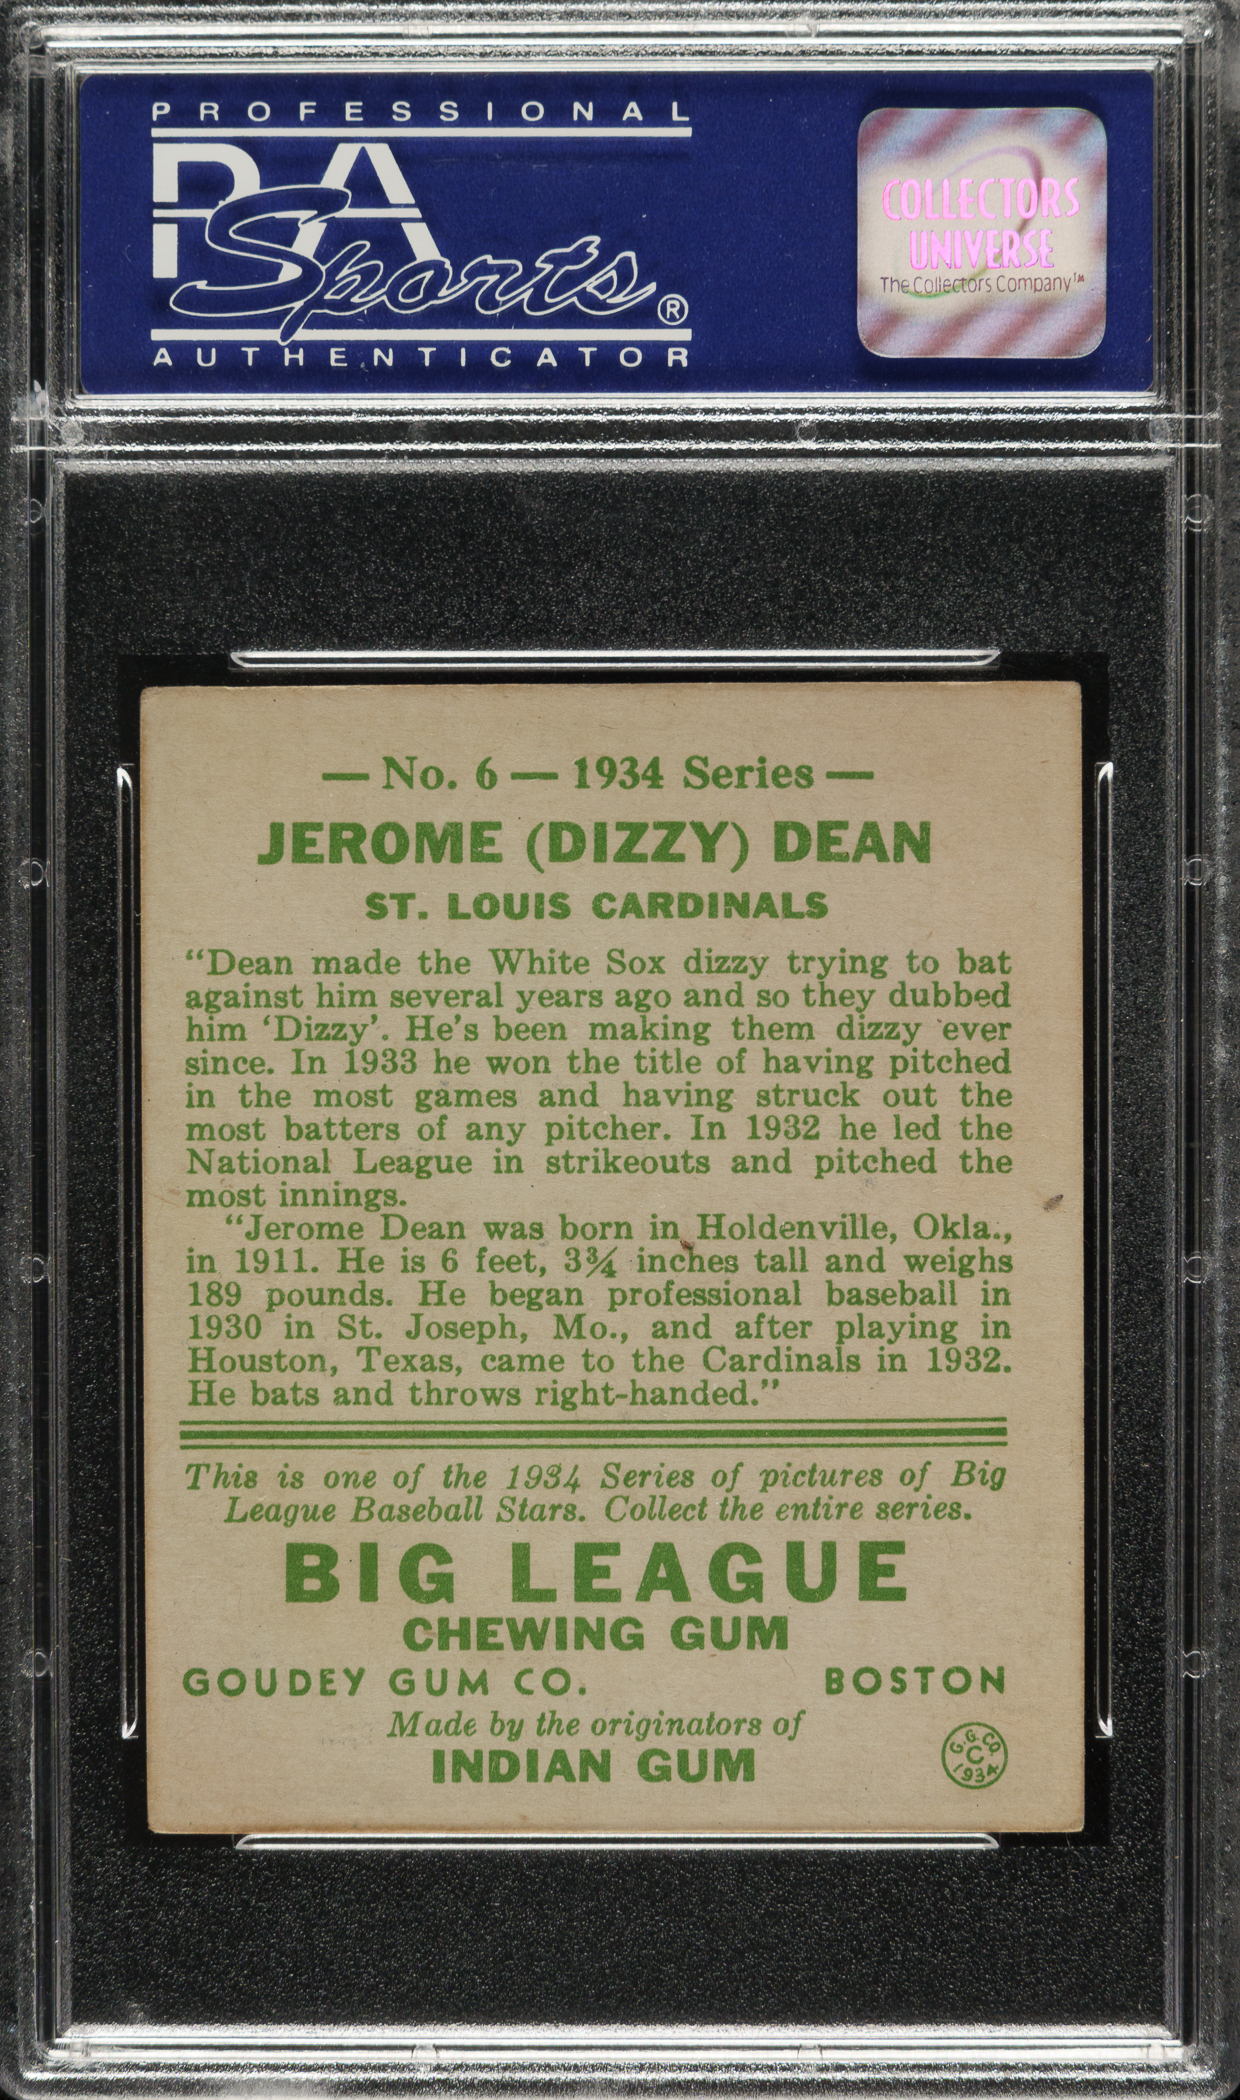 PROFESSIONAL
PSA
Sports®
AUTHENTICATOR
COLLECTORS
UNIVERSE
The Collectors Company™
— No. 6 — 1934 Series —
JEROME (DIZZY) DEAN
ST. LOUIS CARDINALS
“Dean made the White Sox dizzy trying to bat
against him several years ago and so they dubbed
him ‘Dizzy’. He’s been making them dizzy ever
since. In 1933 he won the title of having pitched
in the most games and having struck out the
most batters of any pitcher. In 1932 he led the
National League in strikeouts and pitched the
most innings.
“Jerome Dean was born in Holdenville, Okla.,
in 1911. He is 6 feet, 3¾ inches tall and weighs
189 pounds. He began professional baseball in
1930 in St. Joseph, Mo., and after playing in
Houston, Texas, came to the Cardinals in 1932.
He bats and throws right-handed.”
This is one of the 1934 Series of pictures of Big
League Baseball Stars. Collect the entire series.
BIG LEAGUE
CHEWING GUM
GOUDEY GUM CO. BOSTON
Made by the originators of
INDIAN GUM
G.G.CO.
C
1934